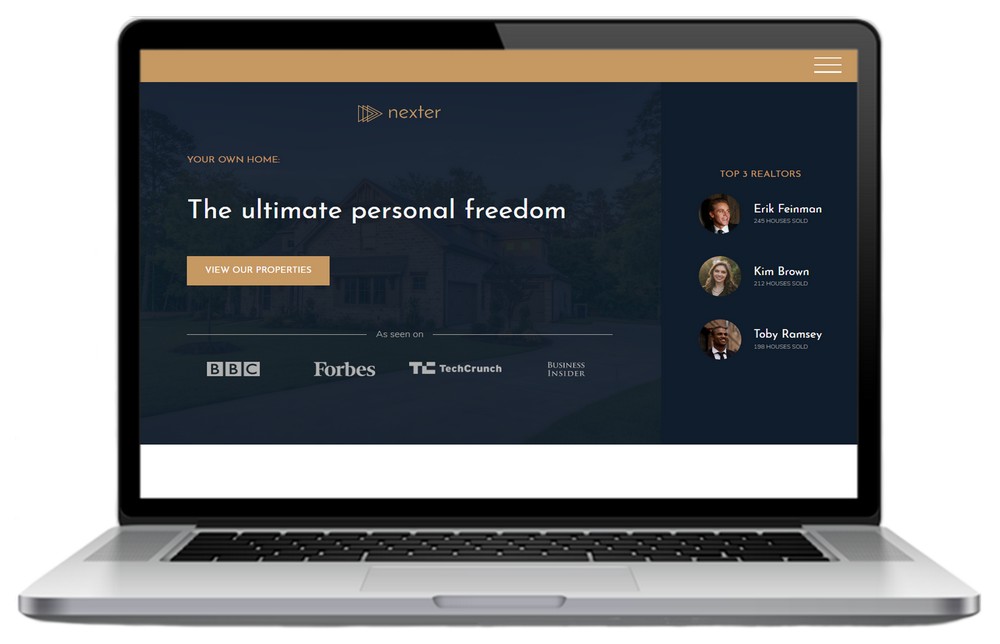 nexter
YOUR OWN HOME:
The ultimate personal freedom
VIEW OUR PROPERTIES
As seen on
BBC
Forbes
TC TechCrunch
BUSINESS
INSIDER
TOP 3 REALTORS
Erik Feinman
245 HOUSES SOLD
Kim Brown
212 HOUSES SOLD
Toby Ramsey
198 HOUSES SOLD